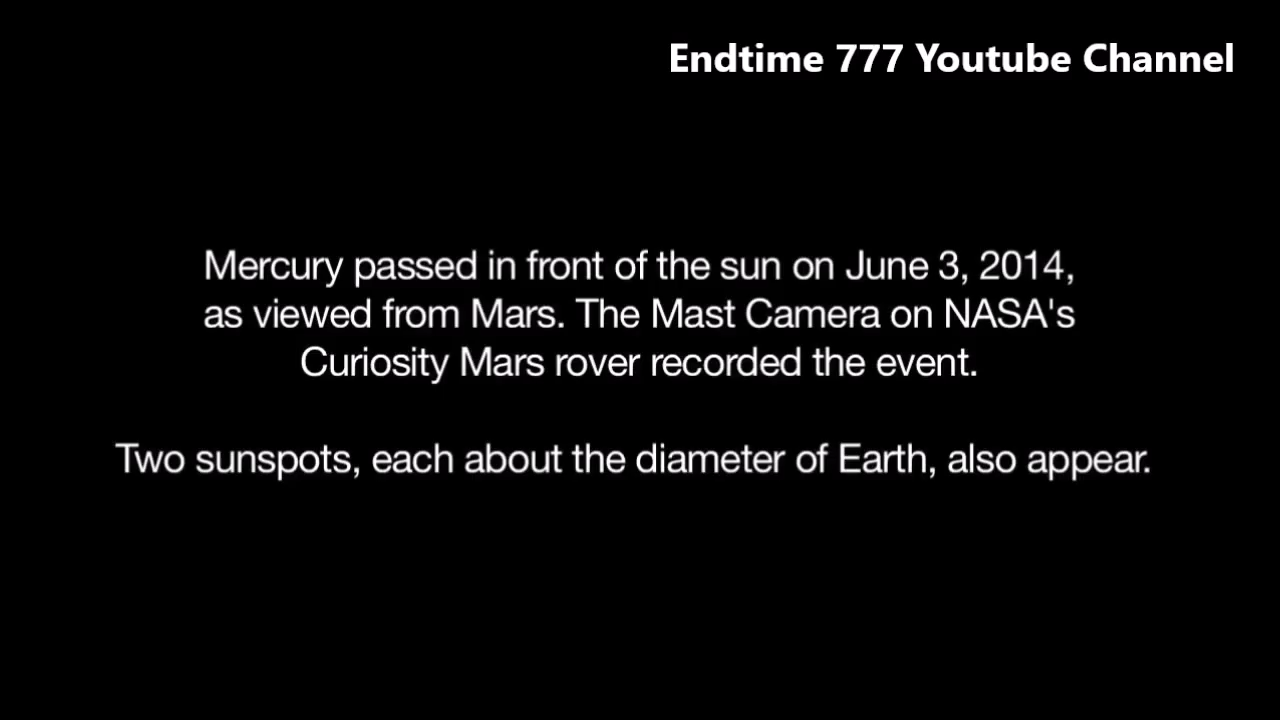 Endtime 777 Youtube Channel
Mercury passed in front of the sun on June 3, 2014,
as viewed from Mars. The Mast Camera on NASA's
Curiosity Mars rover recorded the event.
Two sunspots, each about the diameter of Earth, also appear.